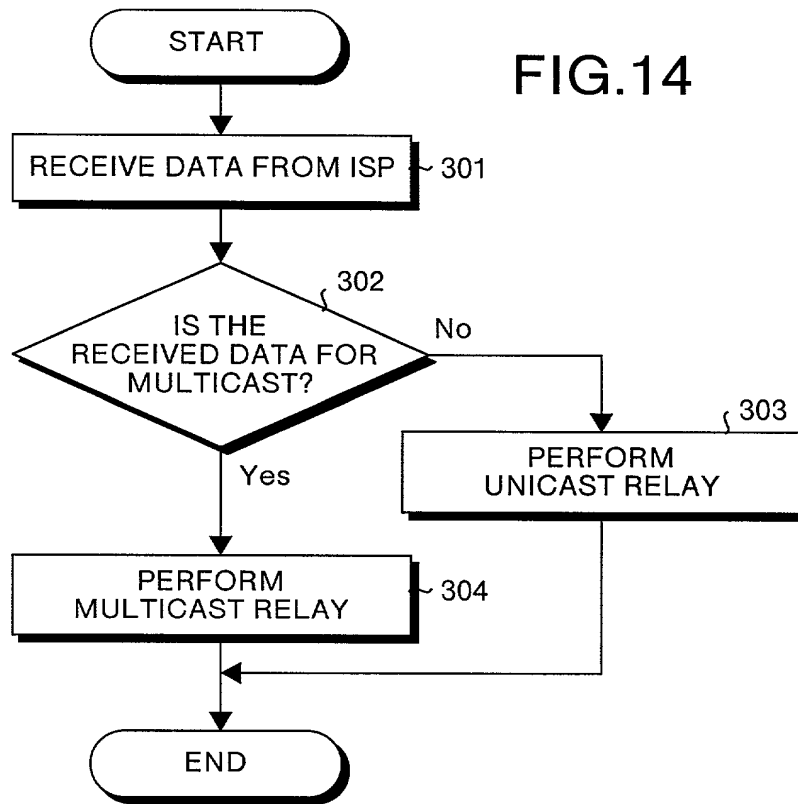 START
FIG.14
RECEIVE DATA FROM ISP
301
302
IS THE
RECEIVED DATA FOR
MULTICAST?
No
Yes
303
PERFORM
UNICAST RELAY
PERFORM
MULTICAST RELAY
304
END